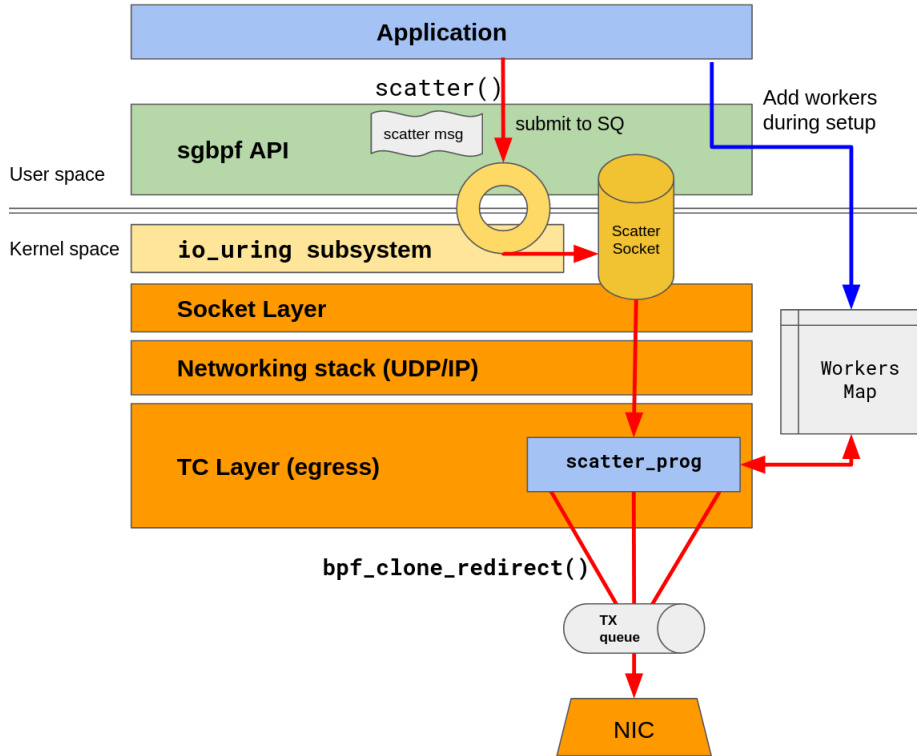 Application
scatter()
scatter msg
submit to SQ
Add workers
during setup
sgbpf API
User space
Kernel space
io_uring subsystem
Scatter
Socket
Socket Layer
Networking stack (UDP/IP)
Workers
Map
TC Layer (egress)
scatter_prog
bpf_clone_redirect()
TX
queue
NIC